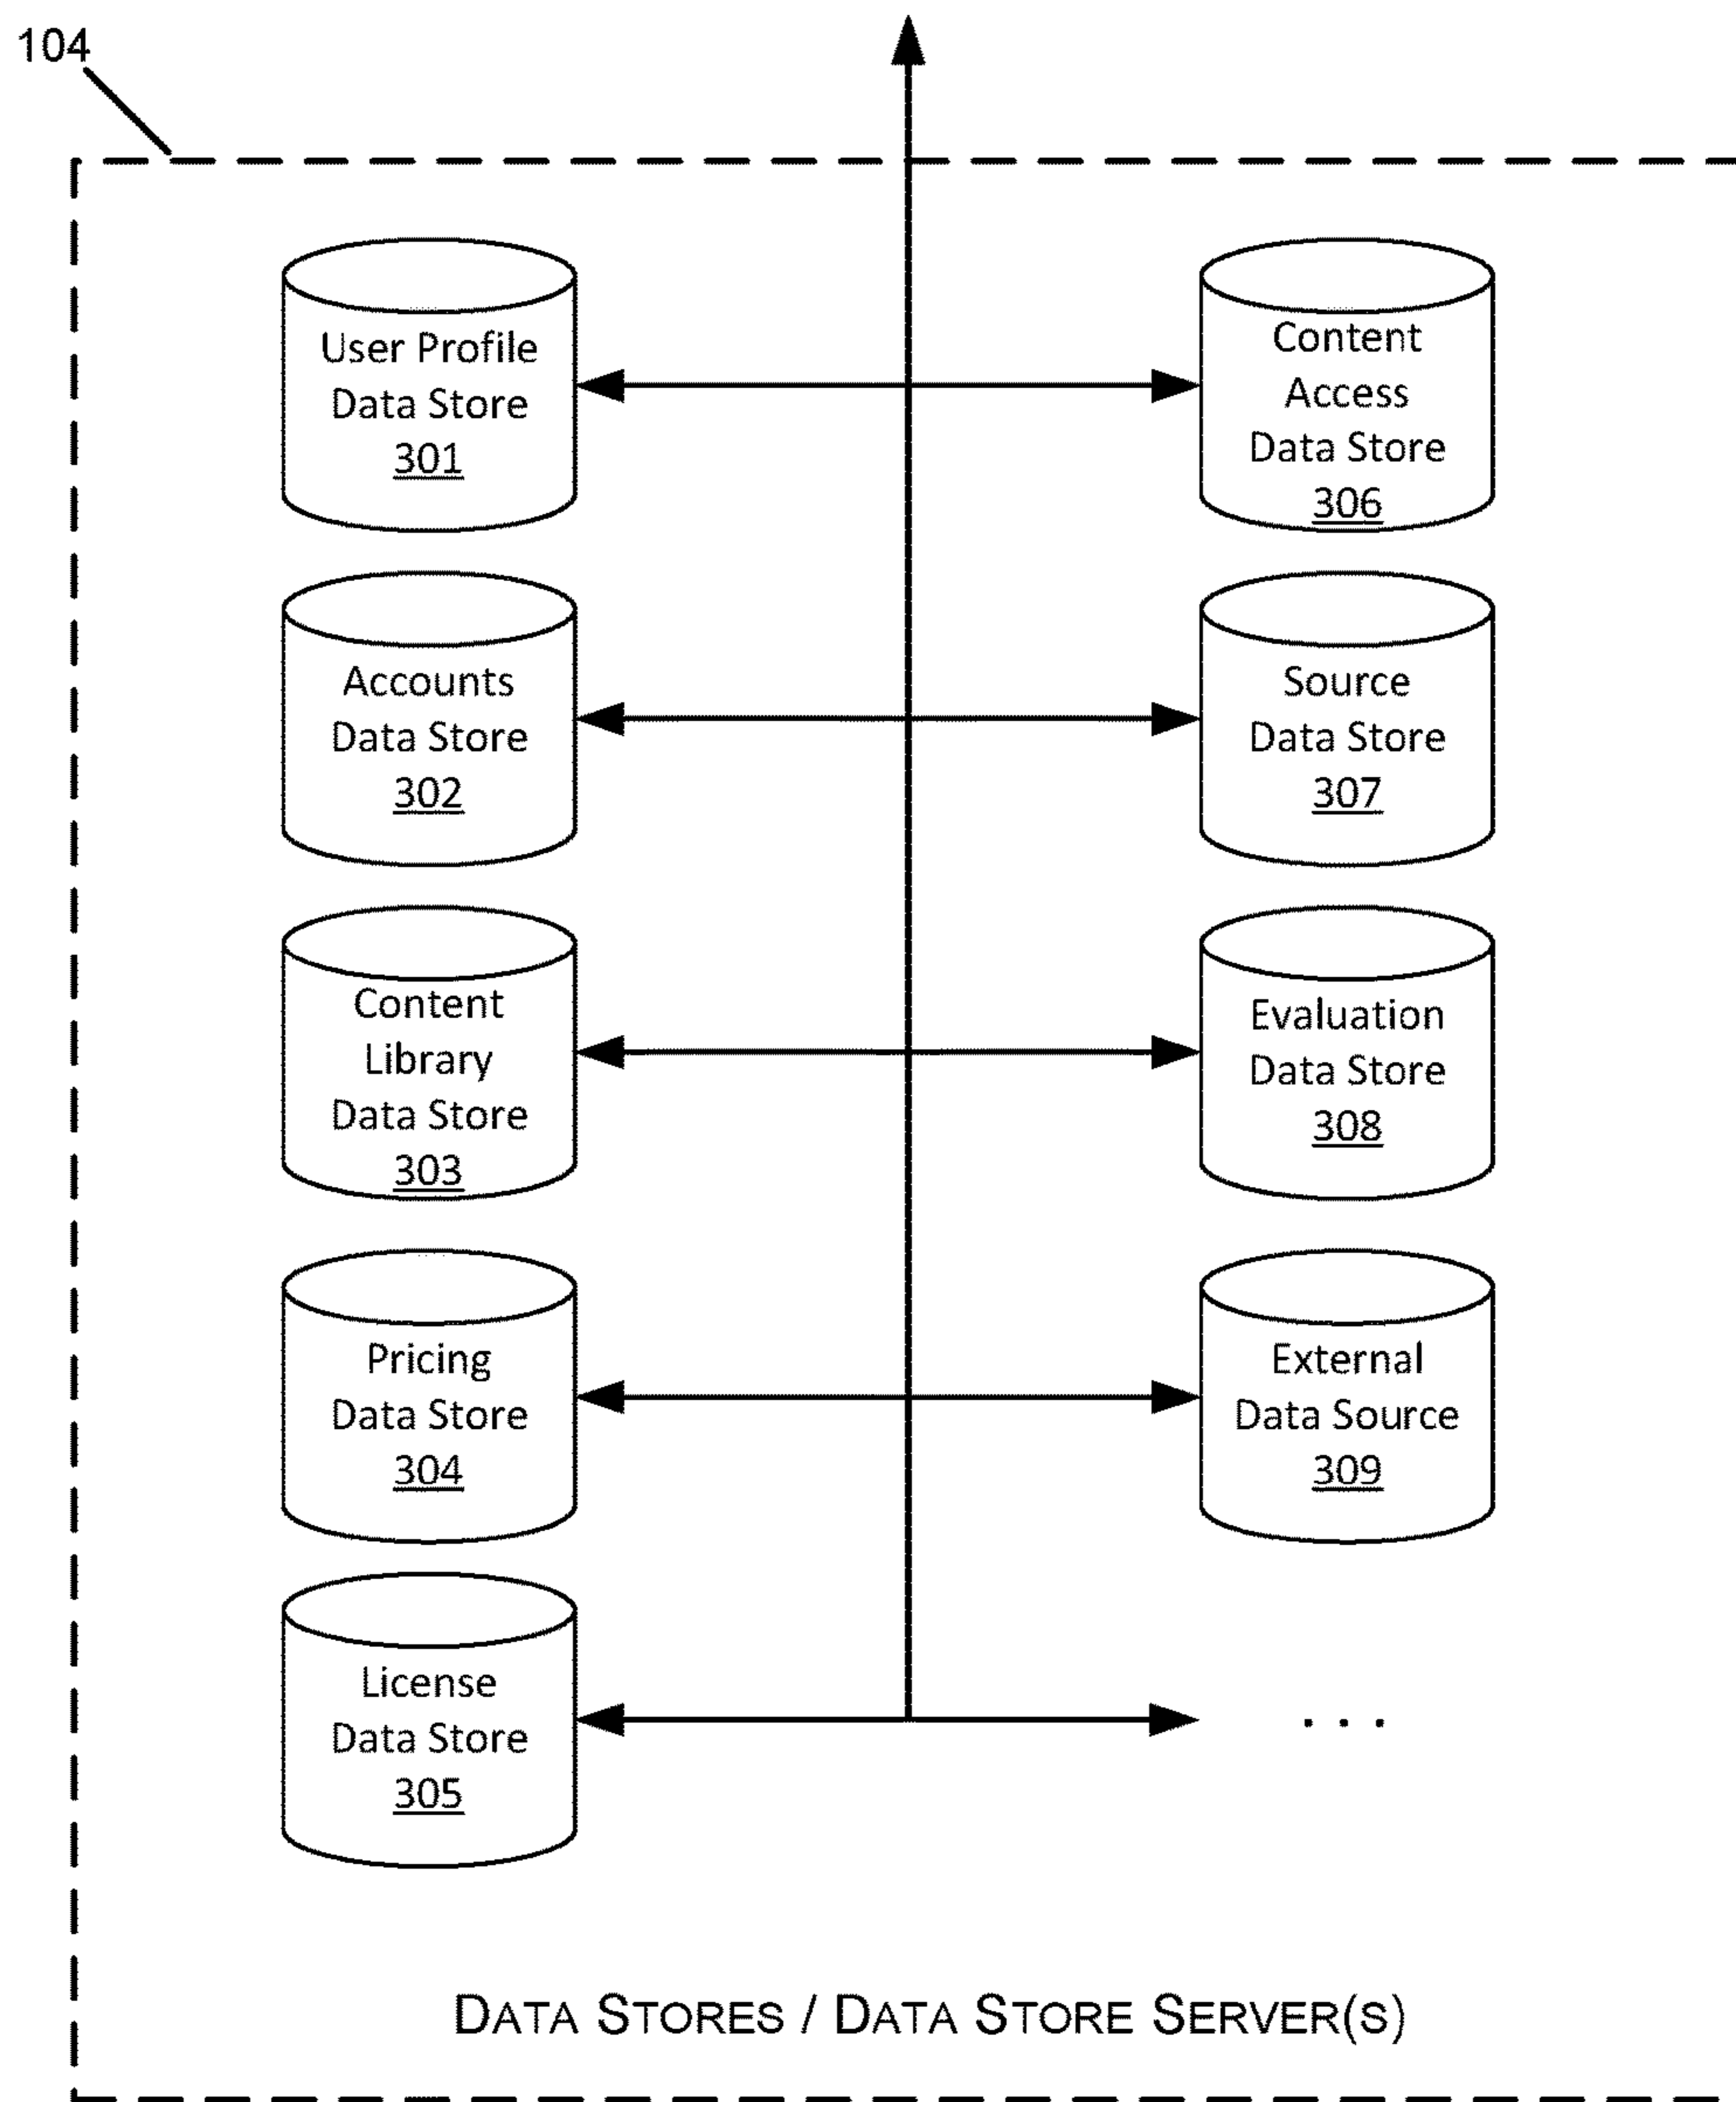 104
User Profile
Data Store
301
Content
Access
Data Store
306
Accounts
Data Store
302
Source
Data Store
307
Content
Library
Data Store
303
Evaluation
Data Store
308
Pricing
Data Store
304
External
Data Source
309
License
Data Store
305
. . .
DATA STORES / DATA STORE SERVER(S)